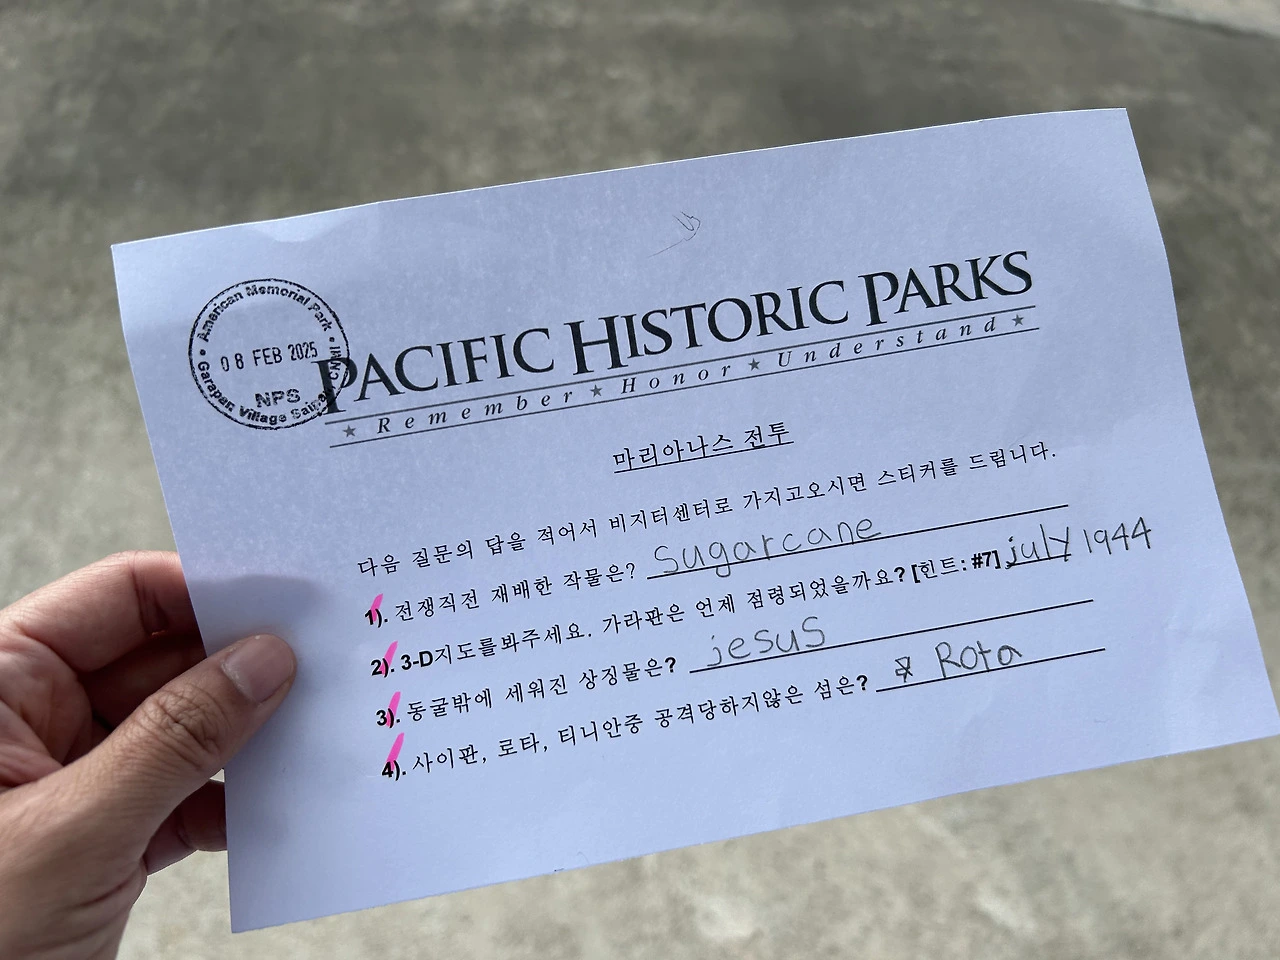 American Memorial Park
08 FEB 2025
NPS
Garapan Village Saipan, CNMI
PACIFIC HISTORIC PARKS
★ Remember ★ Honor ★ Understand ★
마리아나스 전투
다음 질문의 답을 적어서 비지터센터로 가지고오시면 스티커를 드립니다.
1). 전쟁직전 재배한 작물은? sugarcane
2). 3-D지도를봐주세요. 가라판은 언제 점령되었을까요? [힌트: #7] july 1944
3). 동굴밖에 세워진 상징물은? jesus
4). 사이판, 로타, 티니안중 공격당하지않은 섬은? Rota